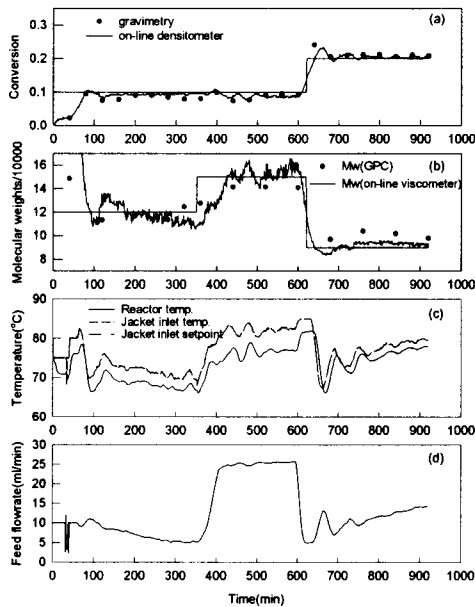 (a)
gravimetry
on-line densitometer
Conversion
0.4
0.3
0.2
0.1
0.0
0 100 200 300 400 500 600 700 800 900 1000
(b)
Mw(GPC)
Mw(on-line viscometer)
Molecular weights/10000
16
14
12
10
8
0 100 200 300 400 500 600 700 800 900 1000
(c)
Reactor temp.
Jacket inlet temp.
Jacket inlet setpoint
Temperature(°C)
90
80
70
60
0 100 200 300 400 500 600 700 800 900 1000
(d)
Feed flowrate(ml/min)
30
25
20
15
10
5
0
0 100 200 300 400 500 600 700 800 900 1000
Time(min)